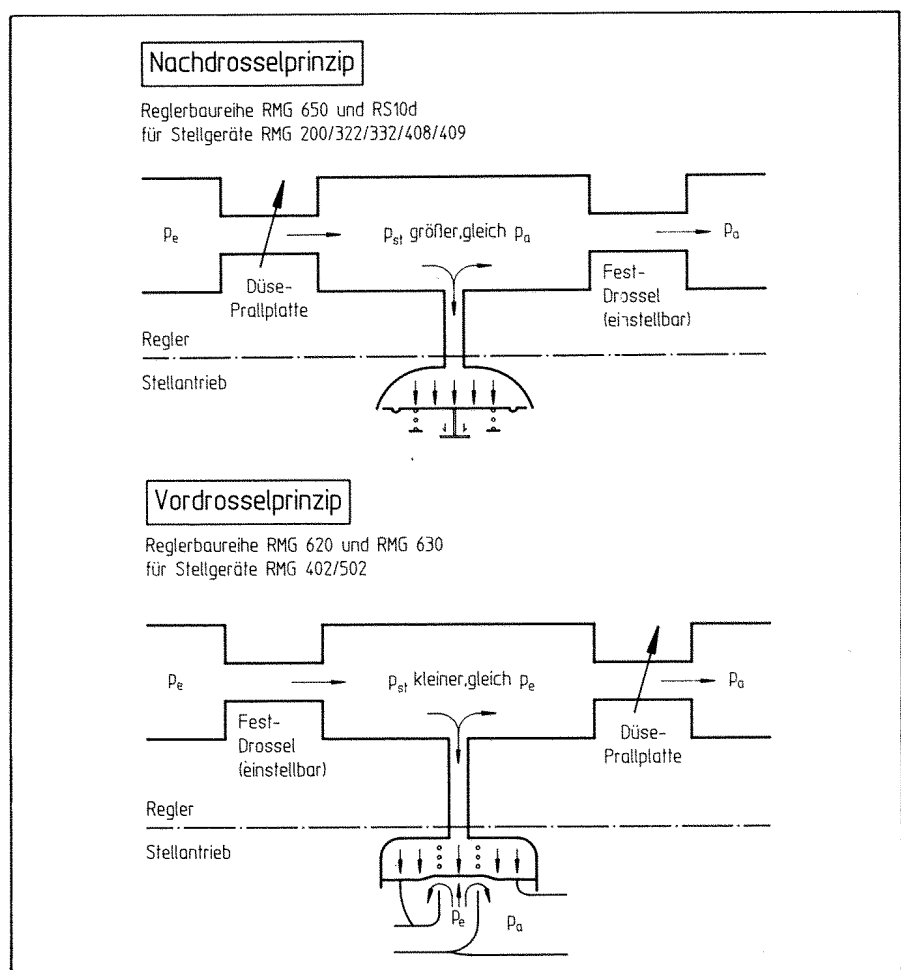 Nachdrosselprinzip
Reglerbaureihe RMG 650 und RS10d
für Stellgeräte RMG 200/322/332/408/409
pe
pst größer,gleich pa
pa
Düse-
Prallplatte
Fest-
Drossel
(einstellbar)
Regler
Stellantrieb
Vordrosselprinzip
Reglerbaureihe RMG 620 und RMG 630
für Stellgeräte RMG 402/502
pe
pst kleiner,gleich pe
pa
Fest-
Drossel
(einstellbar)
Düse-
Prallplatte
Regler
Stellantrieb
pe
pa